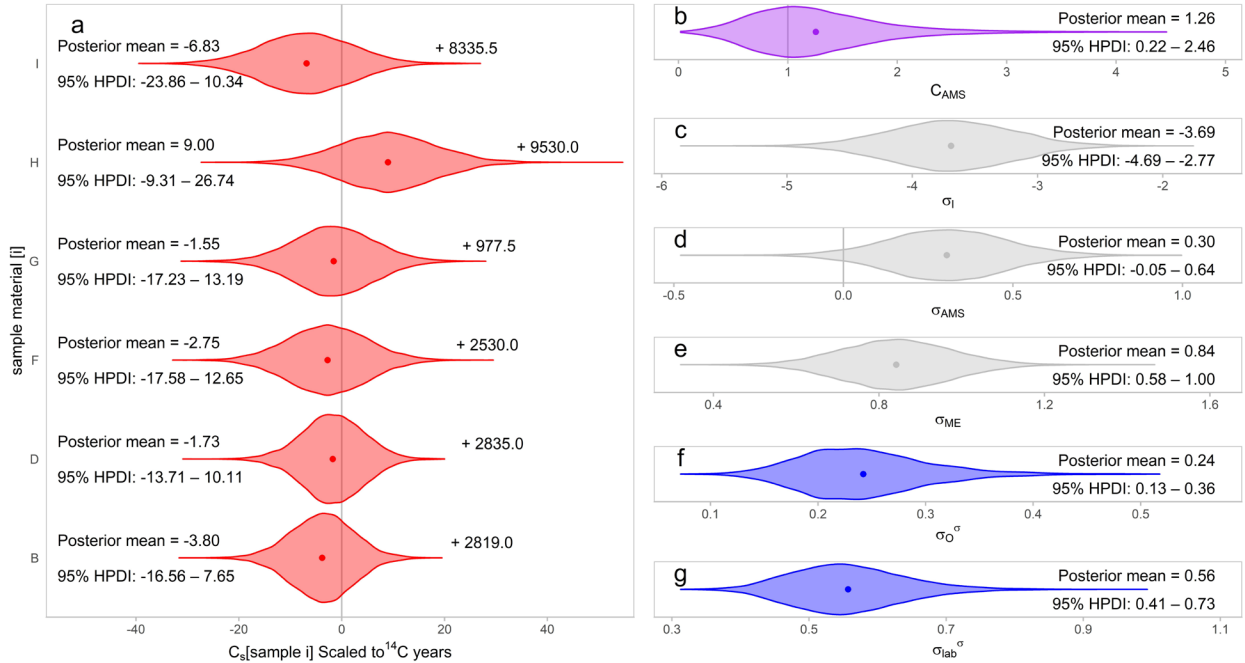 a
Posterior mean = -6.83
+ 8335.5
I
95% HPDI: -23.86 – 10.34
Posterior mean = 9.00
+ 9530.0
H
95% HPDI: -9.31 – 26.74
Posterior mean = -1.55
+ 977.5
G
95% HPDI: -17.23 – 13.19
Posterior mean = -2.75
+ 2530.0
F
95% HPDI: -17.58 – 12.65
Posterior mean = -1.73
+ 2835.0
D
95% HPDI: -13.71 – 10.11
Posterior mean = -3.80
+ 2819.0
B
95% HPDI: -16.56 – 7.65
sample material [i]
-40 -20 0 20 40
Cs[sample i] Scaled to 14C years
b
Posterior mean = 1.26
95% HPDI: 0.22 – 2.46
0 1 2 3 4 5
CAMS
c
Posterior mean = -3.69
95% HPDI: -4.69 – -2.77
-6 -5 -4 -3 -2
σI
d
Posterior mean = 0.30
95% HPDI: -0.05 – 0.64
-0.5 0.0 0.5 1.0
σAMS
e
Posterior mean = 0.84
95% HPDI: 0.58 – 1.00
0.4 0.8 1.2 1.6
σME
f
Posterior mean = 0.24
95% HPDI: 0.13 – 0.36
0.1 0.2 0.3 0.4 0.5
σOσ
g
Posterior mean = 0.56
95% HPDI: 0.41 – 0.73
0.3 0.5 0.7 0.9 1.1
σlabσ